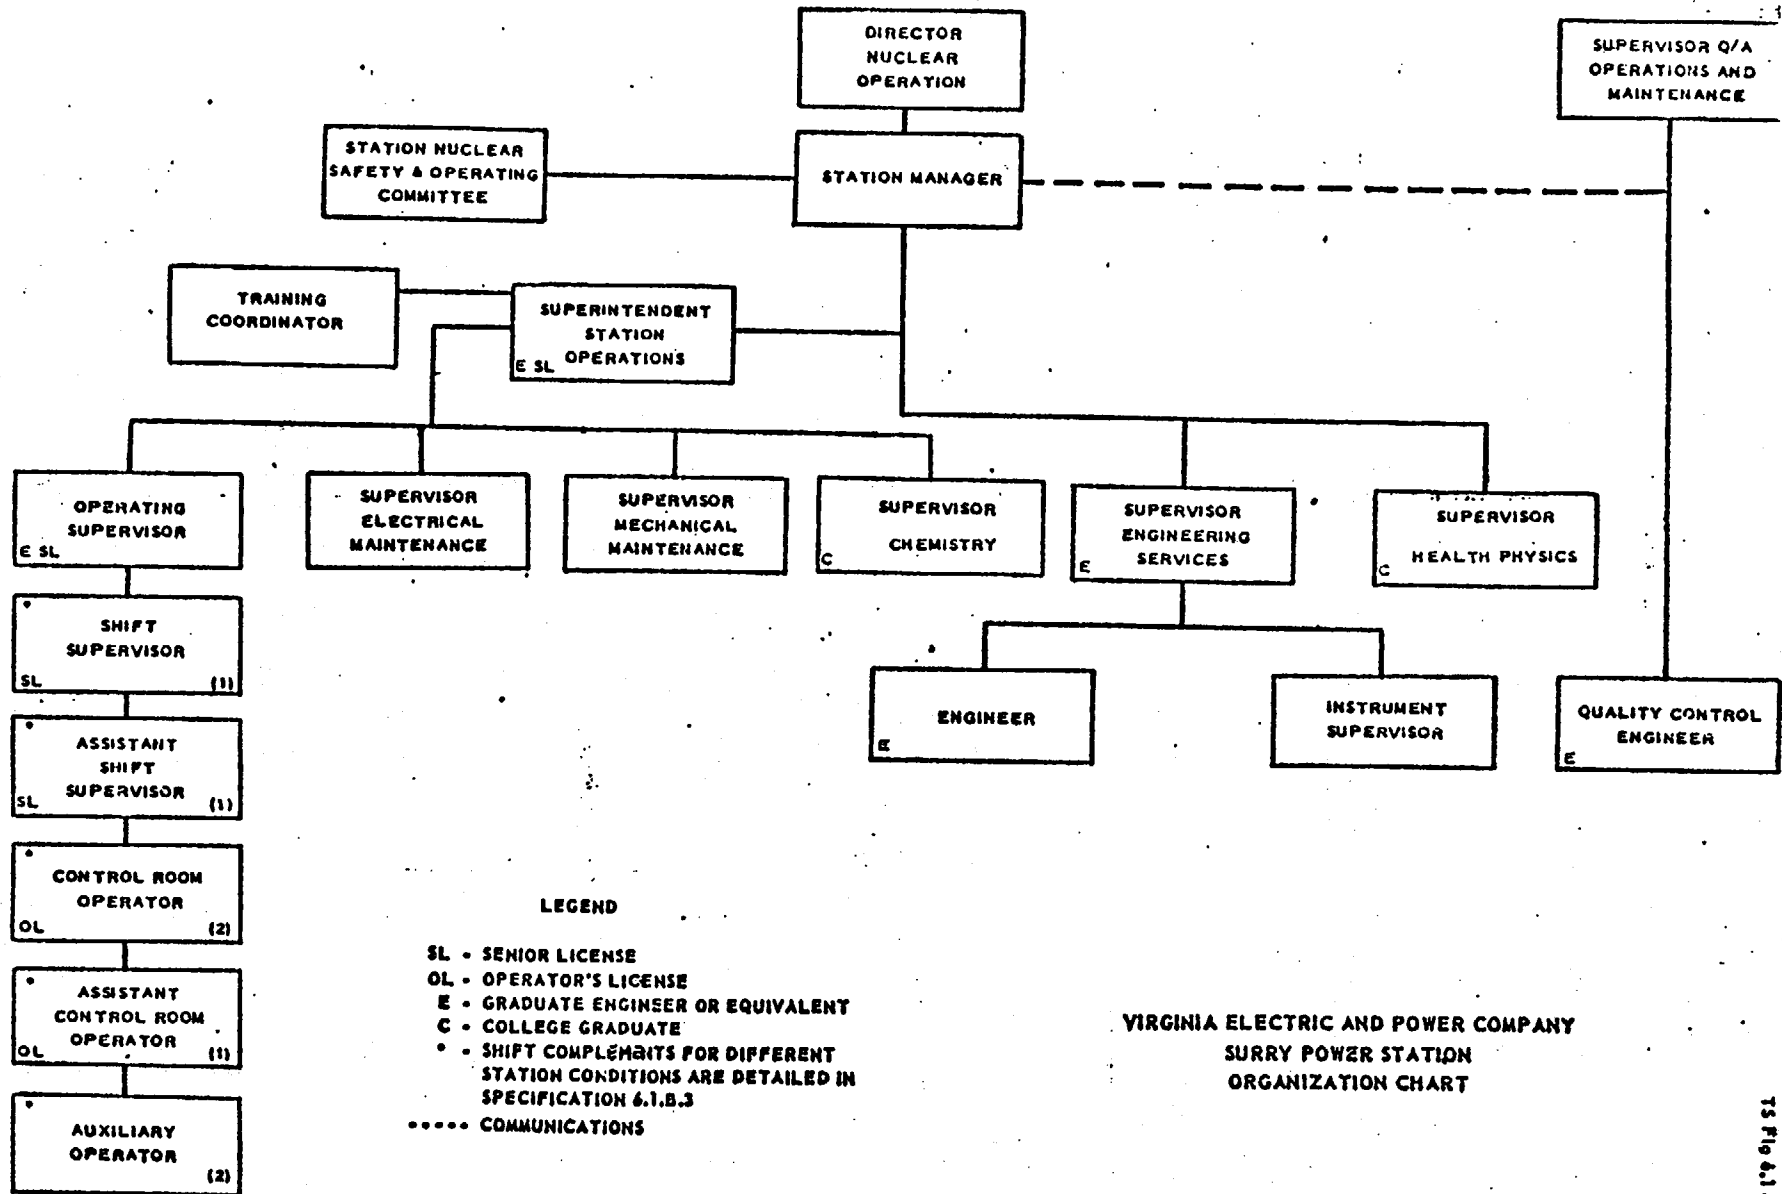 DIRECTOR
NUCLEAR
OPERATION
SUPERVISOR Q/A
OPERATIONS AND
MAINTENANCE
STATION NUCLEAR
SAFETY & OPERATING
COMMITTEE
STATION MANAGER
TRAINING
COORDINATOR
SUPERINTENDENT
STATION
OPERATIONS
E SL
OPERATING
SUPERVISOR
E SL
SUPERVISOR
ELECTRICAL
MAINTENANCE
SUPERVISOR
MECHANICAL
MAINTENANCE
SUPERVISOR
CHEMISTRY
C
SUPERVISOR
ENGINEERING
SERVICES
E
SUPERVISOR
HEALTH PHYSICS
C
*
SHIFT
SUPERVISOR
SL (1)
ENGINEER
E
INSTRUMENT
SUPERVISOR
QUALITY CONTROL
ENGINEER
E
*
ASSISTANT
SHIFT
SUPERVISOR
SL (1)
*
CONTROL ROOM
OPERATOR
OL (2)
*
ASSISTANT
CONTROL ROOM
OPERATOR
OL (1)
*
AUXILIARY
OPERATOR
(2)
LEGEND
SL - SENIOR LICENSE
OL - OPERATOR'S LICENSE
E - GRADUATE ENGINEER OR EQUIVALENT
C - COLLEGE GRADUATE
* - SHIFT COMPLEMAITS FOR DIFFERENT
STATION CONDITIONS ARE DETAILED IN
SPECIFICATION 6.1.B.3
----- COMMUNICATIONS
VIRGINIA ELECTRIC AND POWER COMPANY
SURRY POWER STATION
ORGANIZATION CHART
TS Fig 6.1